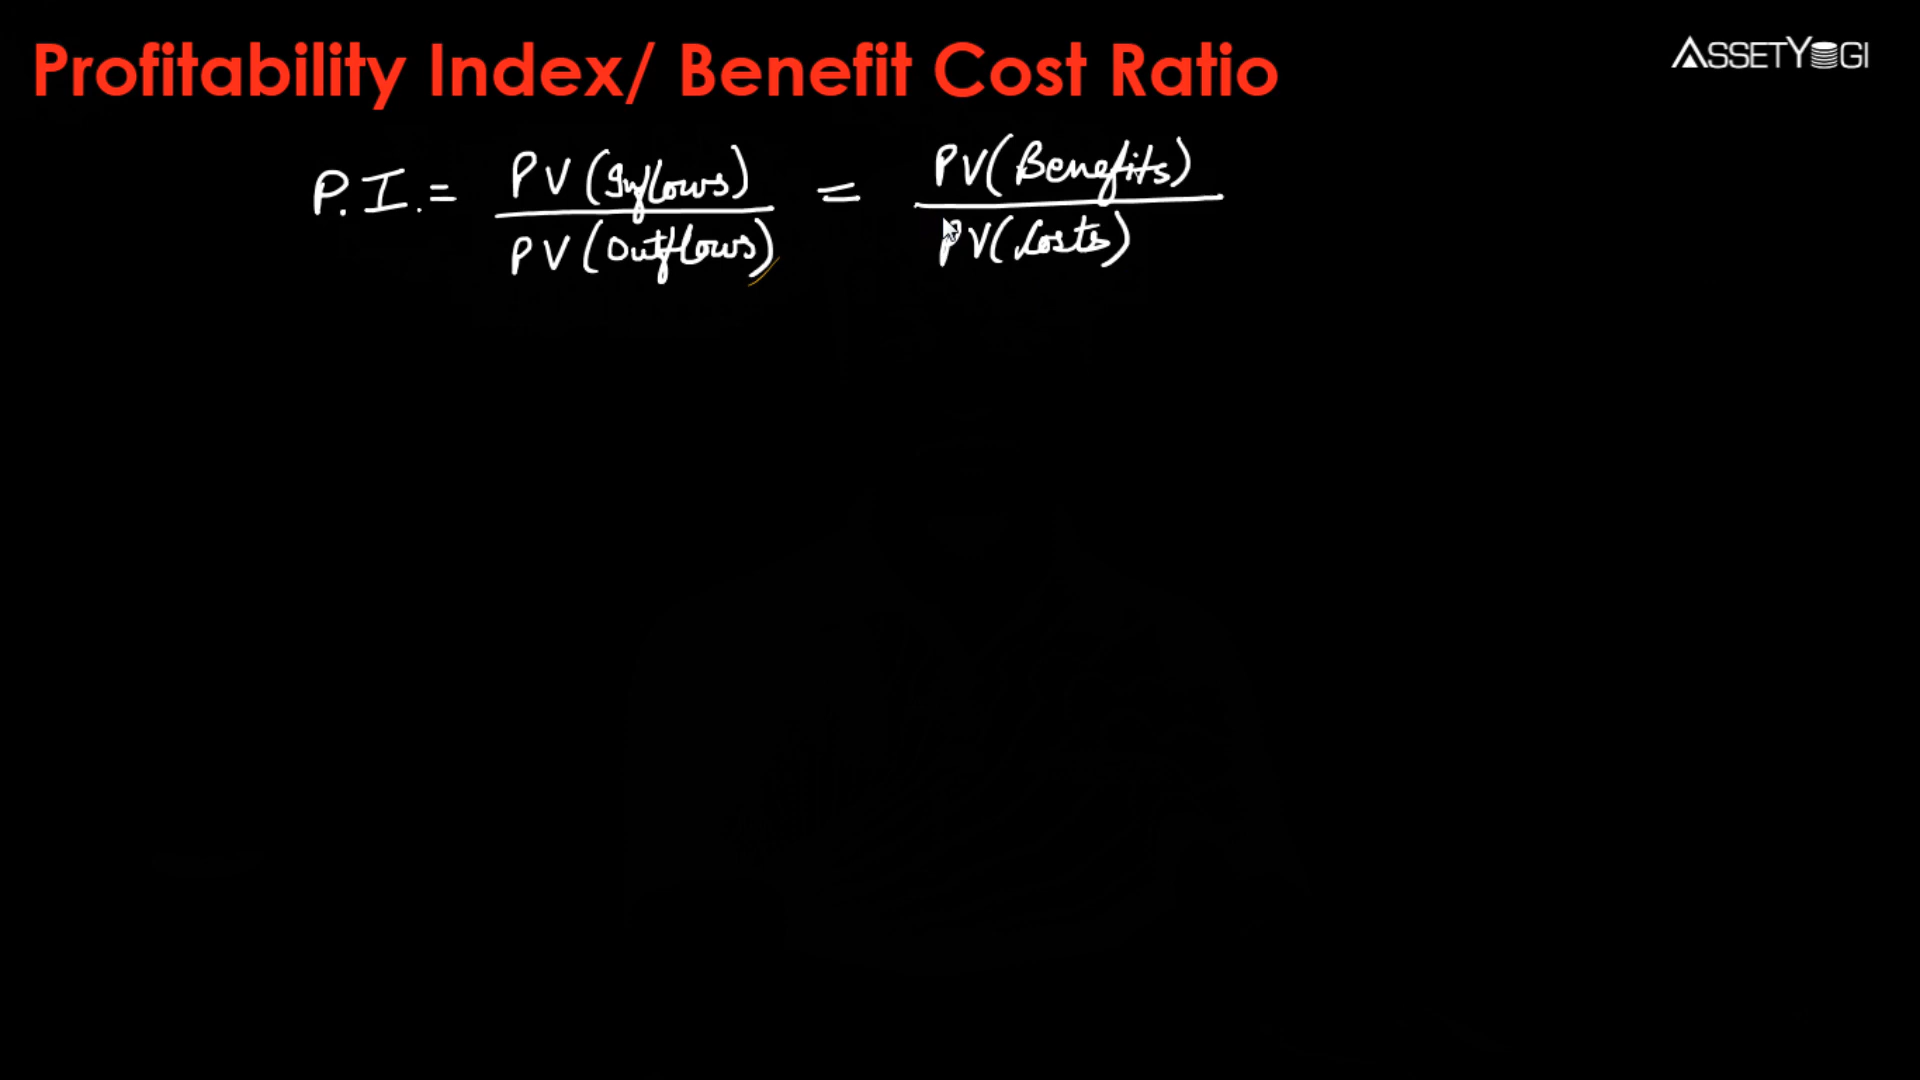 Profitability Index/ Benefit Cost Ratio
ASSETYOGI
P.I. = PV(Inflows) / PV(Outflows) = PV(Benefits) / PV(Costs)